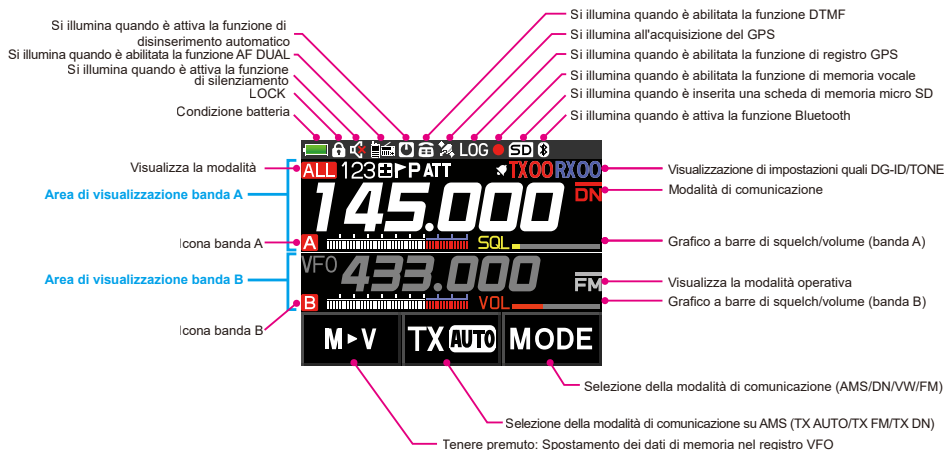 Si illumina quando è attiva la funzione di
disinserimento automatico
Si illumina quando è abilitata la funzione AF DUAL
Si illumina quando è attiva la funzione
di silenziamento
LOCK
Condizione batteria
Si illumina quando è abilitata la funzione DTMF
Si illumina all'acquisizione del GPS
Si illumina quando è abilitata la funzione di registro GPS
Si illumina quando è abilitata la funzione di memoria vocale
Si illumina quando è inserita una scheda di memoria micro SD
Si illumina quando è attiva la funzione Bluetooth
LOG SD
Visualizza la modalità
ALL 123 P ATT TX00 RX00
Visualizzazione di impostazioni quali DG-ID/TONE
Area di visualizzazione banda A
145.000
DN
Modalità di comunicazione
Icona banda A
A
SQL
Grafico a barre di squelch/volume (banda A)
Area di visualizzazione banda B
VFO 433.000
FM
Visualizza la modalità operativa
B
VOL
Grafico a barre di squelch/volume (banda B)
Icona banda B
M►V TX AUTO MODE
Selezione della modalità di comunicazione (AMS/DN/VW/FM)
Selezione della modalità di comunicazione su AMS (TX AUTO/TX FM/TX DN)
Tenere premuto: Spostamento dei dati di memoria nel registro VFO